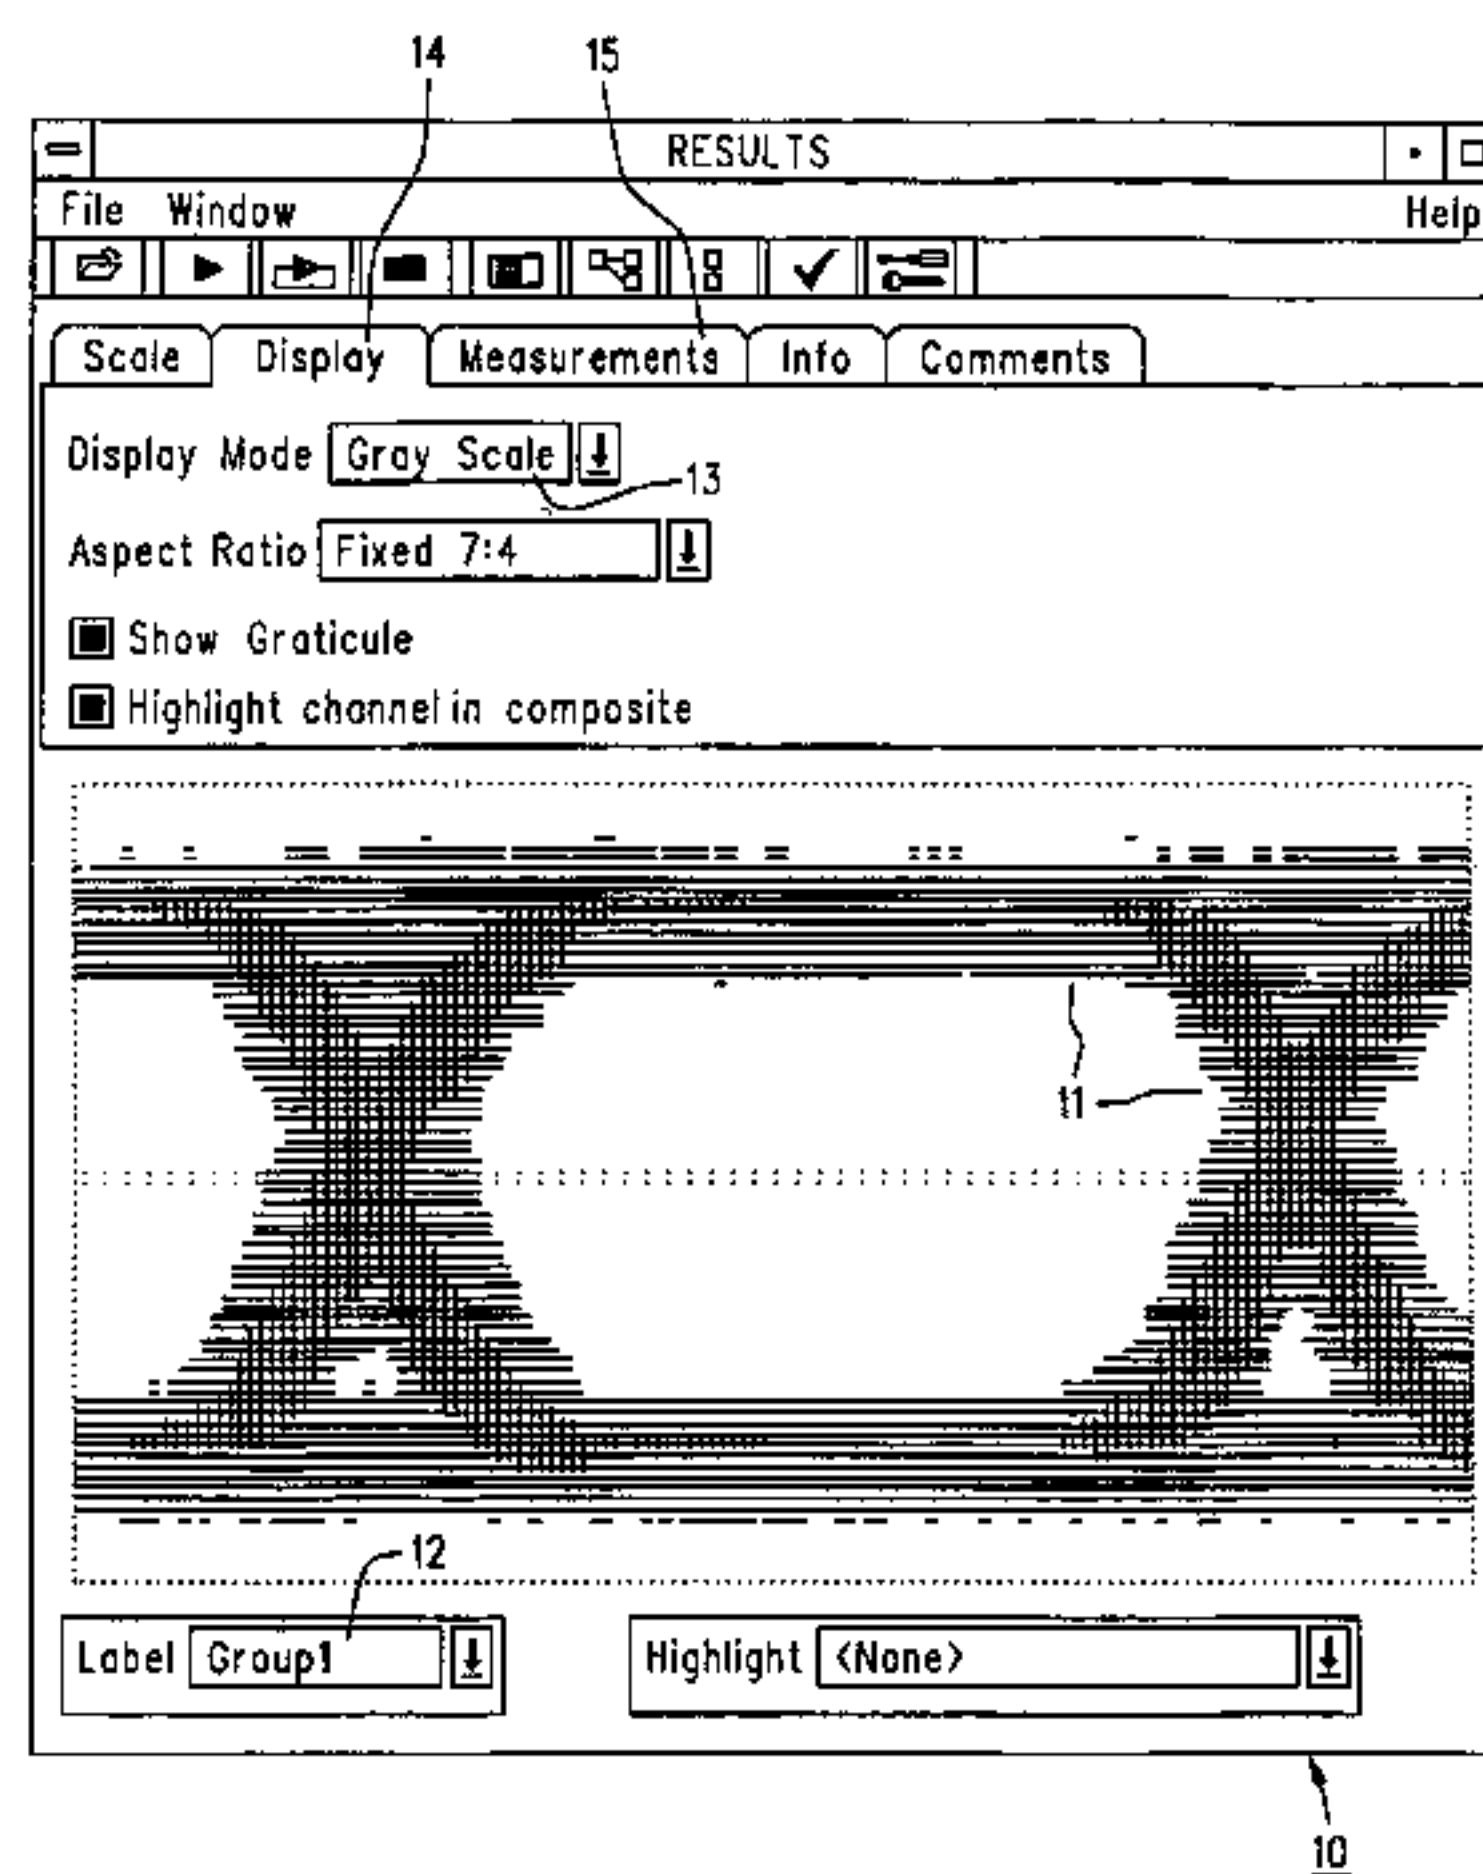 14 15
RESULTS
File Window Help
Scale Display Measurements Info Comments
Display Mode Gray Scale
13
Aspect Ratio Fixed 7:4
Show Graticule
Highlight channel in composite
11
12
Label Group1 Highlight <None>
10